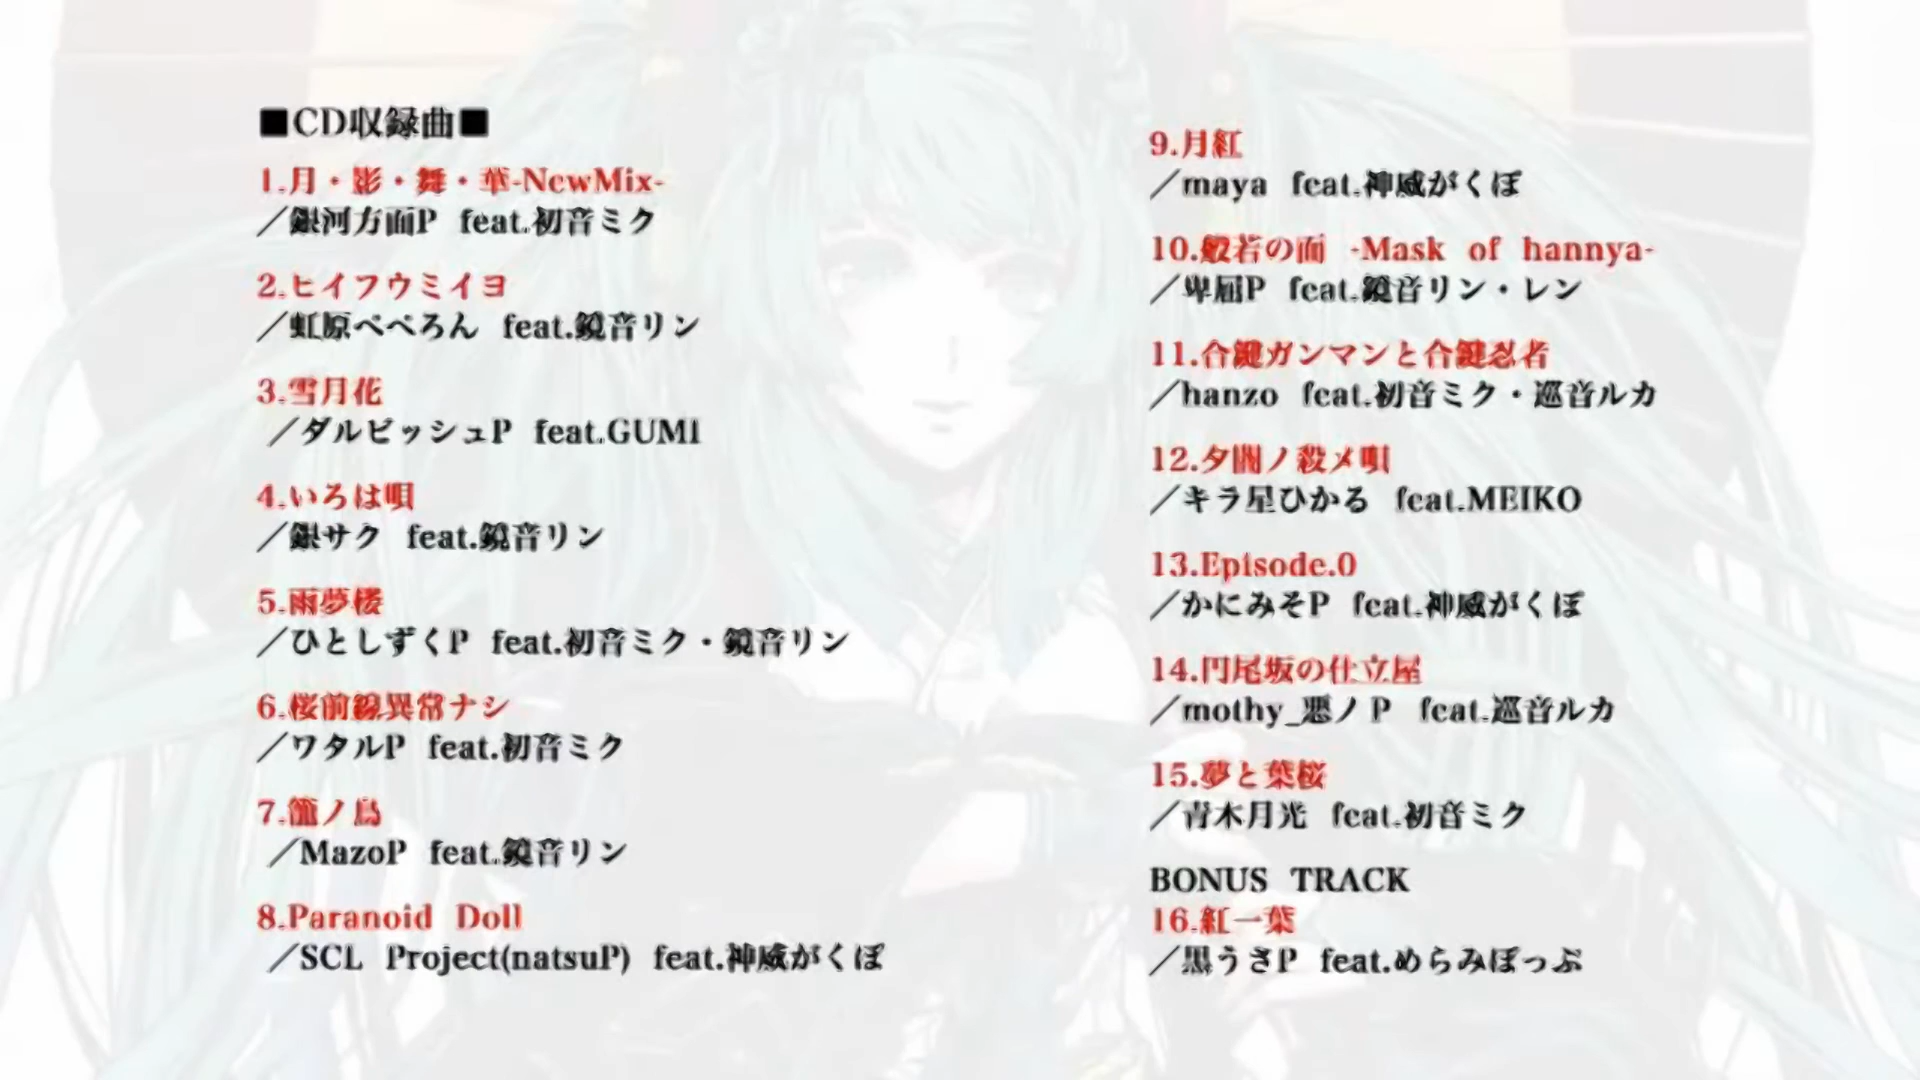 ■CD収録曲■
1.月・影・舞・華-NewMix-
／銀河方面P feat.初音ミク
2.ヒイフウミイヨ
／虹原ぺぺろん feat.鏡音リン
3.雪月花
／ダルビッシュP feat.GUMI
4.いろは唄
／銀サク feat.鏡音リン
5.雨夢楼
／ひとしずくP feat.初音ミク・鏡音リン
6.桜前線異常ナシ
／ワタルP feat.初音ミク
7.籠ノ鳥
／MazoP feat.鏡音リン
8.Paranoid Doll
／SCL Project(natsuP) feat.神威がくぽ
9.月紅
／maya feat.神威がくぽ
10.般若の面 -Mask of hannya-
／卑屈P feat.鏡音リン・レン
11.合鍵ガンマンと合鍵忍者
／hanzo feat.初音ミク・巡音ルカ
12.夕闇ノ殺メ唄
／キラ星ひかる feat.MEIKO
13.Episode.0
／かにみそP feat.神威がくぽ
14.円尾坂の仕立屋
／mothy_悪ノP feat.巡音ルカ
15.夢と葉桜
／青木月光 feat.初音ミク
BONUS TRACK
16.紅一葉
／黒うさP feat.めらみぽっぷ